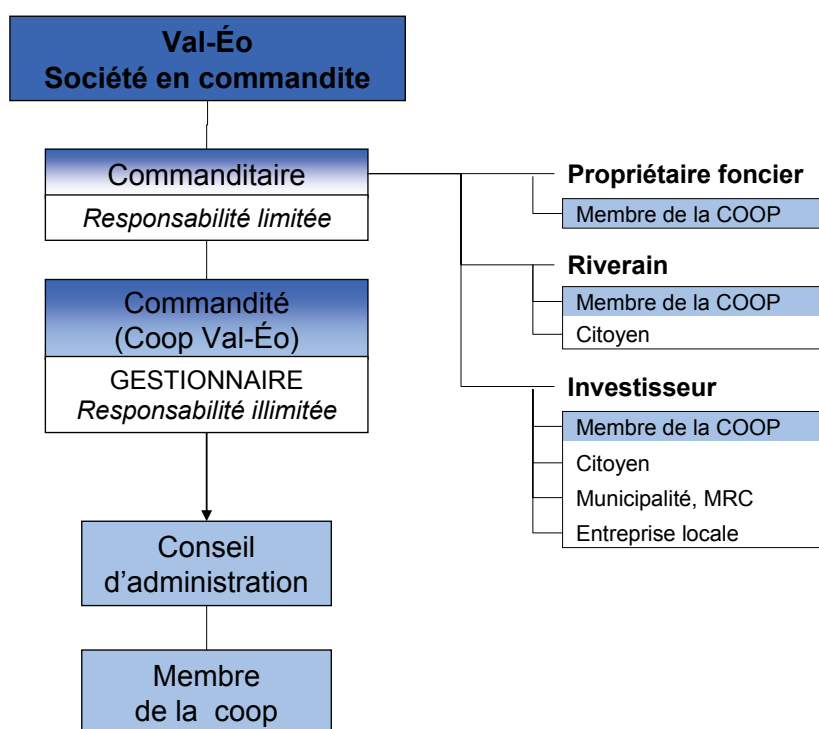 Val-Éo
Société en commandite
Commanditaire
Responsabilité limitée
Commandité
(Coop Val-Éo)
GESTIONNAIRE
Responsabilité illimitée
Conseil
d’administration
Membre
de la coop
Propriétaire foncier
Membre de la COOP
Riverain
Membre de la COOP
Citoyen
Investisseur
Membre de la COOP
Citoyen
Municipalité, MRC
Entreprise locale